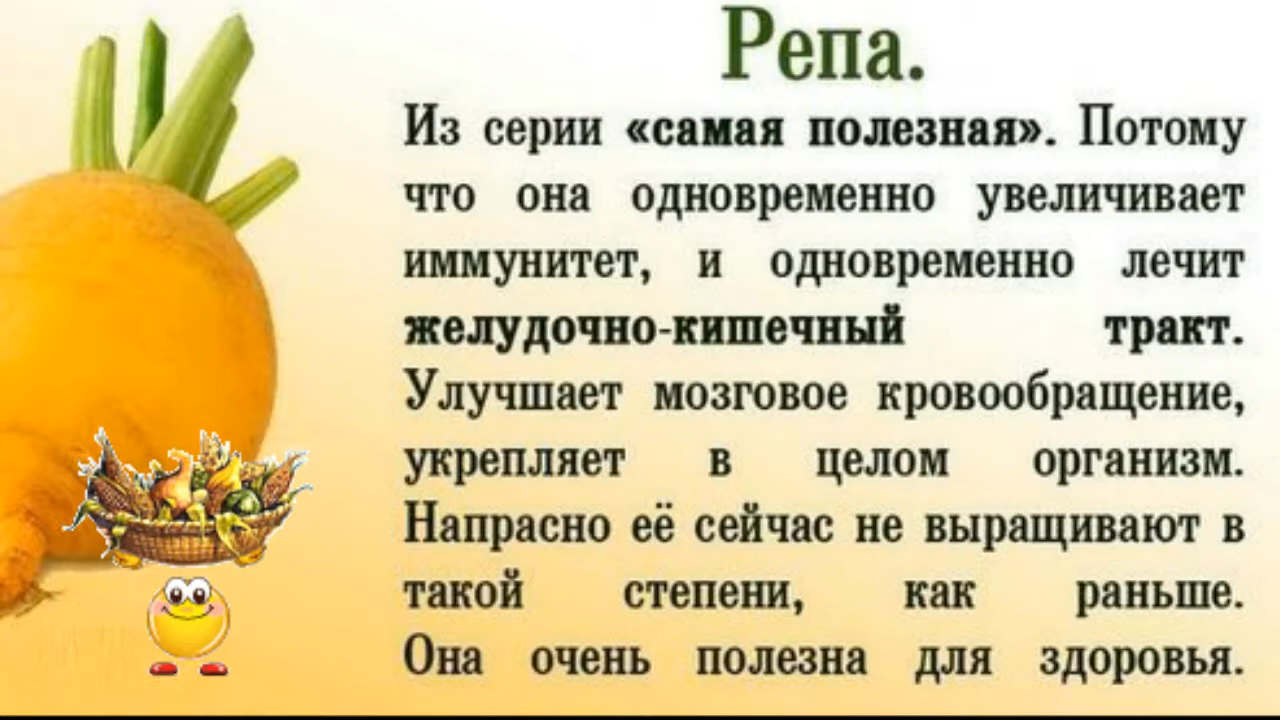 Репа.
Из серии «самая полезная». Потому
что она одновременно увеличивает
иммунитет, и одновременно лечит
желудочно-кишечный тракт.
Улучшает мозговое кровообращение,
укрепляет в целом организм.
Напрасно её сейчас не выращивают в
такой степени, как раньше.
Она очень полезна для здоровья.